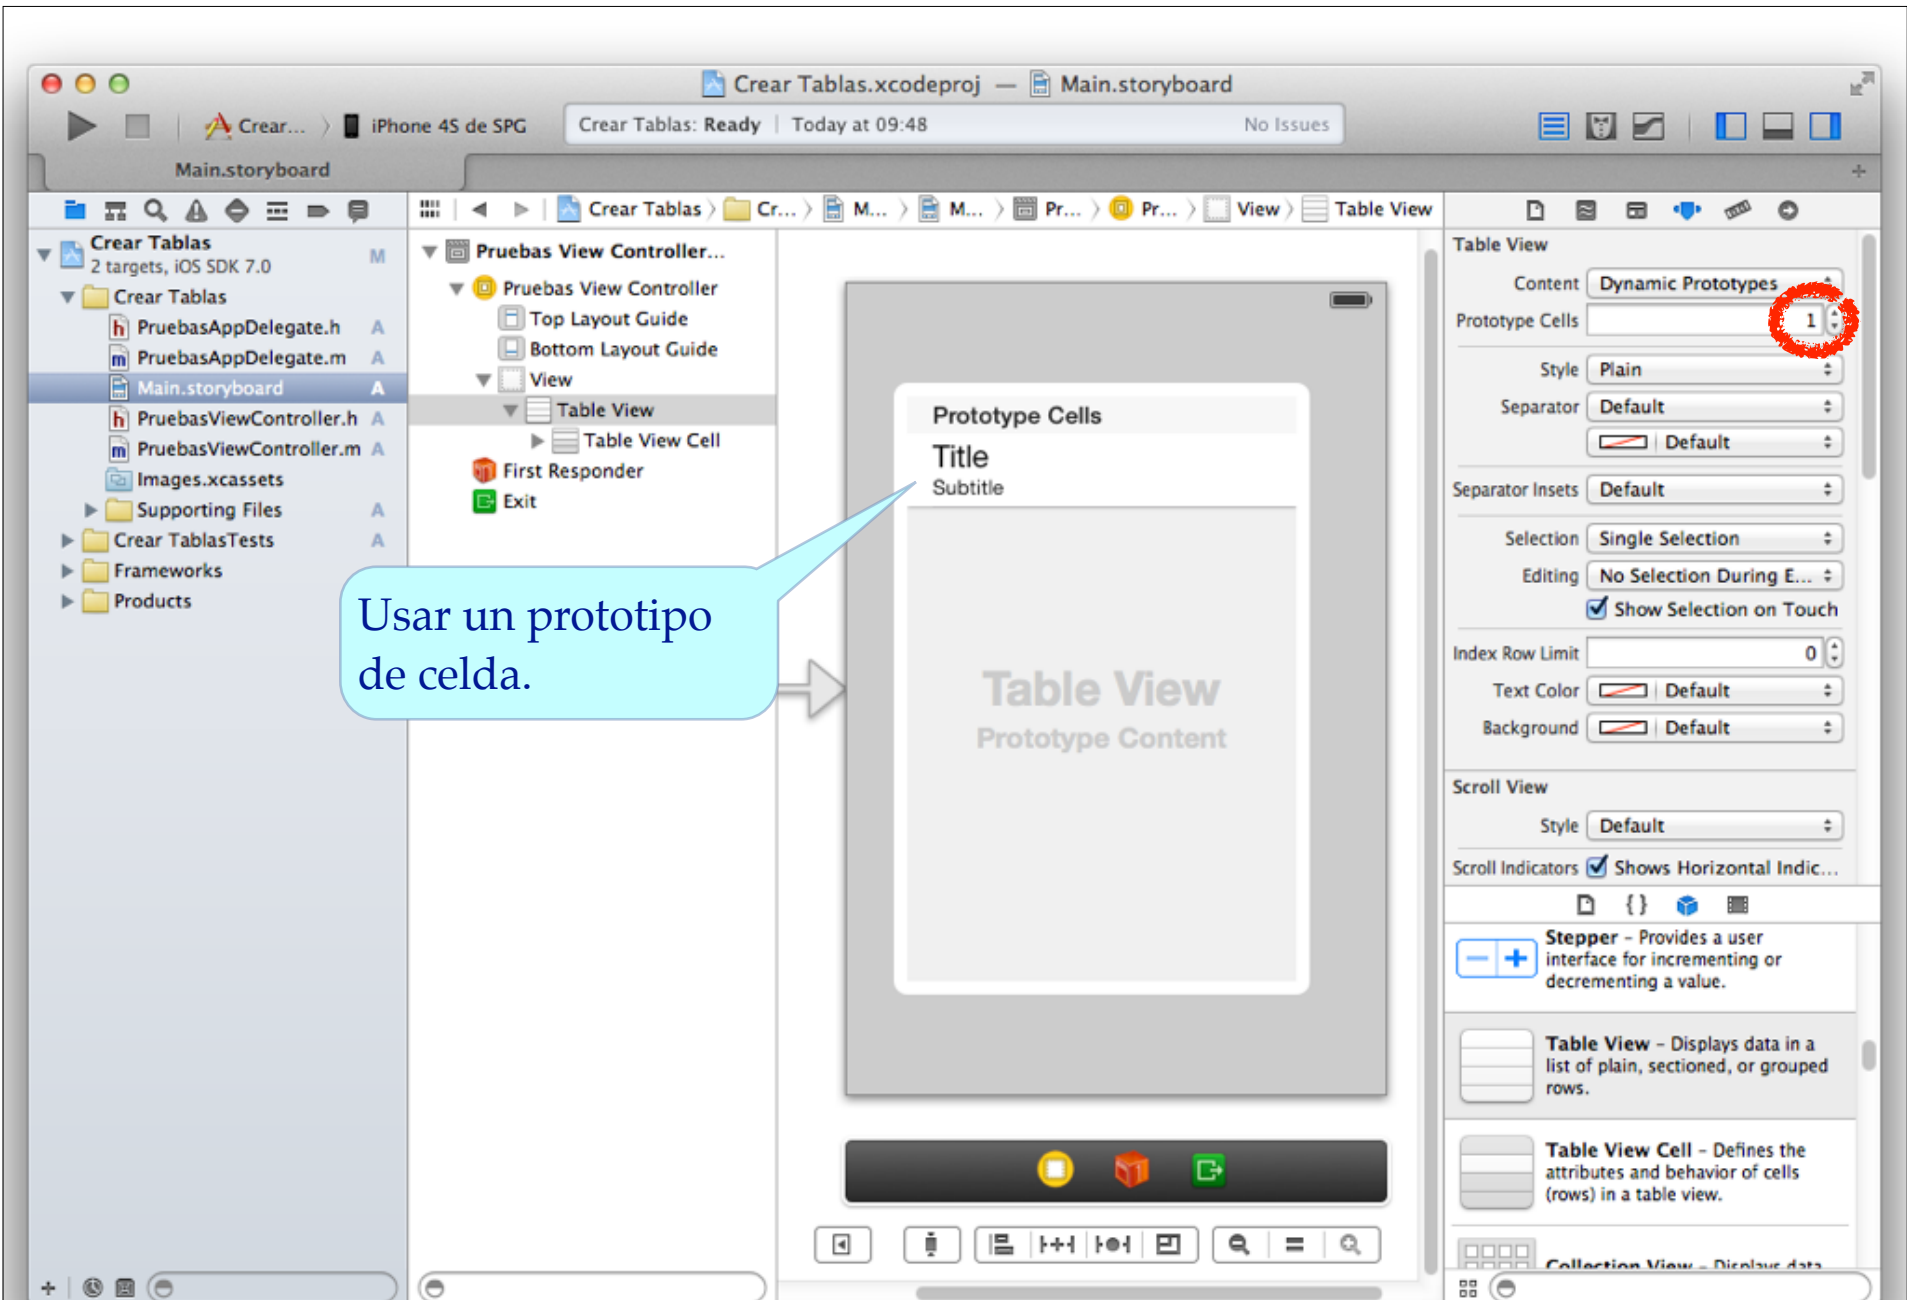 Crear Tablas.xcodeproj — Main.storyboard
Crear... iPhone 4S de SPG
Crear Tablas: Ready | Today at 09:48 No Issues
Main.storyboard
Crear Tablas Cr... M... M... Pr... Pr... View Table View
Crear Tablas
2 targets, iOS SDK 7.0 M
Crear Tablas
PruebasAppDelegate.h A
PruebasAppDelegate.m A
Main.storyboard A
PruebasViewController.h A
PruebasViewController.m A
Images.xcassets
Supporting Files A
Crear TablasTests A
Frameworks
Products
Pruebas View Controller...
Pruebas View Controller
Top Layout Guide
Bottom Layout Guide
View
Table View
Table View Cell
First Responder
Exit
Usar un prototipo
de celda.
Prototype Cells
Title
Subtitle
Table View
Prototype Content
Table View
Content Dynamic Prototypes
Prototype Cells 1
Style Plain
Separator Default
Default
Separator Insets Default
Selection Single Selection
Editing No Selection During E...
Show Selection on Touch
Index Row Limit 0
Text Color Default
Background Default
Scroll View
Style Default
Scroll Indicators Shows Horizontal Indic...
Stepper – Provides a user
interface for incrementing or
decrementing a value.
Table View – Displays data in a
list of plain, sectioned, or grouped
rows.
Table View Cell – Defines the
attributes and behavior of cells
(rows) in a table view.
Collection View – Displays data